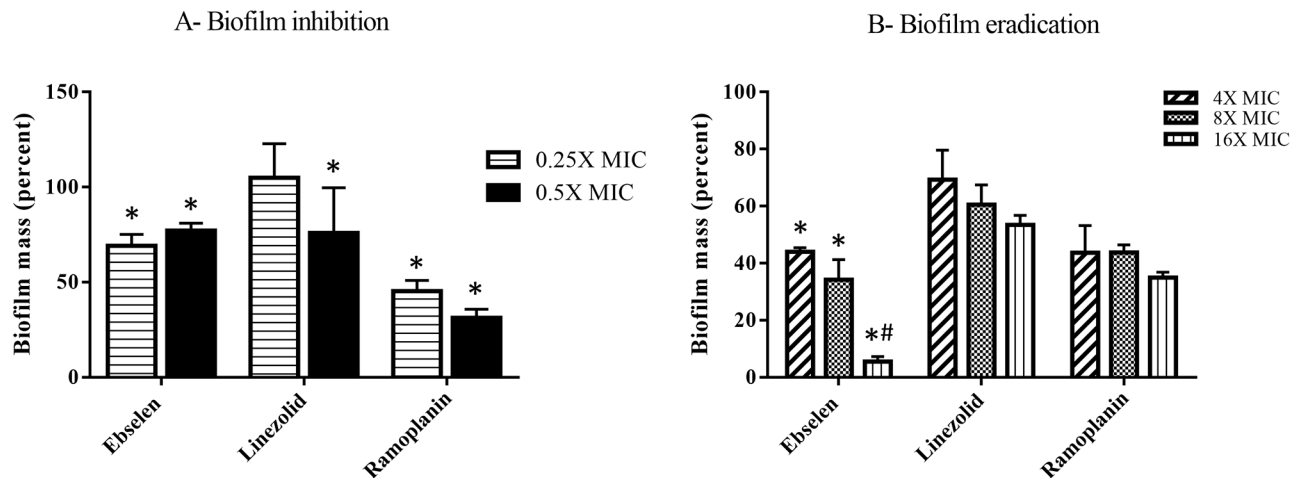 A- Biofilm inhibition
Biofilm mass (percent)
150
100
50
0
* * * * *
0.25X MIC
0.5X MIC
Ebselen
Linezolid
Ramoplanin
B- Biofilm eradication
Biofilm mass (percent)
100
80
60
40
20
0
* * *#
4X MIC
8X MIC
16X MIC
Ebselen
Linezolid
Ramoplanin